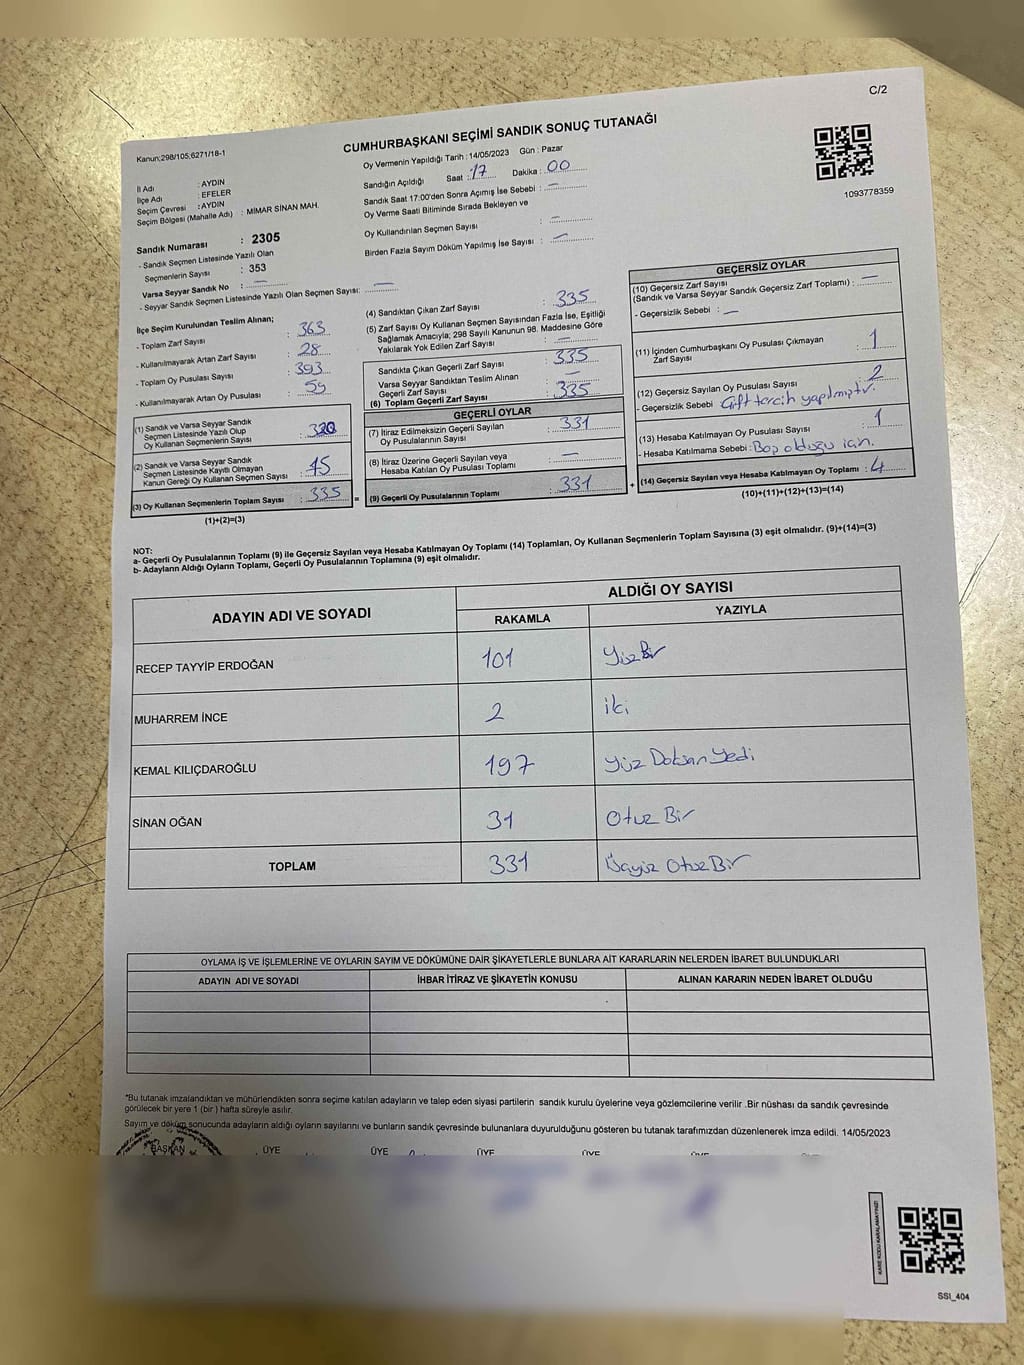 C/2
CUMHURBAŞKANI SEÇİMİ SANDIK SONUÇ TUTANAĞI
Kanun;298/105,6271/18-1
Oy Vermenin Yapıldığı Tarih : 14/05/2023 Gün : Pazar
Sandığın Açıldığı Saat : 17 Dakika : 00
Sandık Saat 17:00'den Sonra Açımış İse Sebebi : —
Oy Verme Saati Bitiminde Sırada Bekleyen ve
Oy Kullandırılan Seçmen Sayısı : —
Birden Fazla Sayım Döküm Yapılmış İse Sayısı : —
1093778359
İl Adı : AYDIN
İlçe Adı : EFELER
Seçim Çevresi : AYDIN
Seçim Bölgesi (Mahalle Adı) : MİMAR SİNAN MAH.
Sandık Numarası : 2305
- Sandık Seçmen Listesinde Yazılı Olan
Seçmenlerin Sayısı : 353
Varsa Seyyar Sandık No : —
- Seyyar Sandık Seçmen Listesinde Yazılı Olan Seçmen Sayısı: —
İlçe Seçim Kurulundan Teslim Alınan;
- Toplam Zarf Sayısı : 363
- Kullanılmayarak Artan Zarf Sayısı : 28
- Toplam Oy Pusulası Sayısı : 393
- Kullanılmayarak Artan Oy Pusulası :
(1) Sandık ve Varsa Seyyar Sandık
Seçmen Listesinde Yazılı Olup
Oy Kullanan Seçmenlerin Sayısı : 320
(2) Sandık ve Varsa Seyyar Sandık
Seçmen Listesinde Kayıtlı Olmayan
Kanun Gereği Oy Kullanan Seçmen Sayısı : 15
(3) Oy Kullanan Seçmenlerin Toplam Sayısı : 335 =
(1)+(2)=(3)
(4) Sandıktan Çıkan Zarf Sayısı : 335
(5) Zarf Sayısı Oy Kullanan Seçmen Sayısından Fazla İse, Eşitliği
Sağlamak Amacıyla; 298 Sayılı Kanunun 98. Maddesine Göre
Yakılarak Yok Edilen Zarf Sayısı : —
Sandıkta Çıkan Geçerli Zarf Sayısı : 335
Varsa Seyyar Sandıktan Teslim Alınan
Geçerli Zarf Sayısı : —
(6) Toplam Geçerli Zarf Sayısı : 335
GEÇERLİ OYLAR
(7) İtiraz Edilmeksizin Geçerli Sayılan
Oy Pusulalarının Sayısı : 331
(8) İtiraz Üzerine Geçerli Sayılan veya
Hesaba Katılan Oy Pusulası Toplamı : —
(9) Geçerli Oy Pusulalarının Toplamı : 331 +
GEÇERSİZ OYLAR
(10) Geçersiz Zarf Sayısı
(Sandık ve Varsa Seyyar Sandık Geçersiz Zarf Toplamı) : —
- Geçersizlik Sebebi : —
(11) İçinden Cumhurbaşkanı Oy Pusulası Çıkmayan
Zarf Sayısı : 1
(12) Geçersiz Sayılan Oy Pusulası Sayısı : 2
- Geçersizlik Sebebi Çift tercih yapılmıştır.
(13) Hesaba Katılmayan Oy Pusulası Sayısı : 1
- Hesaba Katılmama Sebebi : Boş olduğu için.
(14) Geçersiz Sayılan veya Hesaba Katılmayan Oy Toplamı : 4
(10)+(11)+(12)+(13)=(14)
NOT:
a- Geçerli Oy Pusulalarının Toplamı (9) ile Geçersiz Sayılan veya Hesaba Katılmayan Oy Toplamı (14) Toplamları, Oy Kullanan Seçmenlerin Toplam Sayısına (3) eşit olmalıdır. (9)+(14)=(3)
b- Adayların Aldığı Oyların Toplamı, Geçerli Oy Pusulalarının Toplamına (9) eşit olmalıdır.
ADAYIN ADI VE SOYADI ALDIĞI OY SAYISI
RAKAMLA YAZIYLA
RECEP TAYYİP ERDOĞAN 101 Yüz Bir
MUHARREM İNCE 2 iki
KEMAL KILIÇDAROĞLU 197 Yüz Doksan Yedi
SİNAN OĞAN 31 Otuz Bir
TOPLAM 331 Üçyüz Otuz Bir
OYLAMA İŞ VE İŞLEMLERİNE VE OYLARIN SAYIM VE DÖKÜMÜNE DAİR ŞİKAYETLERLE BUNLARA AİT KARARLARIN NELERDEN İBARET BULUNDUKLARI
ADAYIN ADI VE SOYADI İHBAR İTİRAZ VE ŞİKAYETİN KONUSU ALINAN KARARIN NEDEN İBARET OLDUĞU
*Bu tutanak imzalandıktan ve mühürlendikten sonra seçime katılan adayların ve talep eden siyasi partilerin sandık kurulu üyelerine veya gözlemcilerine verilir .Bir nüshası da sandık çevresinde
görülecek bir yere 1 (bir ) hafta süreyle asılır.
Sayım ve döküm sonucunda adayların aldığı oyların sayılarını ve bunların sandık çevresinde bulunanlara duyurulduğunu gösteren bu tutanak tarafımızdan düzenlenerek imza edildi. 14/05/2023
BAŞKAN ÜYE ÜYE ÜYE ÜYE ÜYE
KARE KODU KARALAMAYINIZ!
SSİ_404